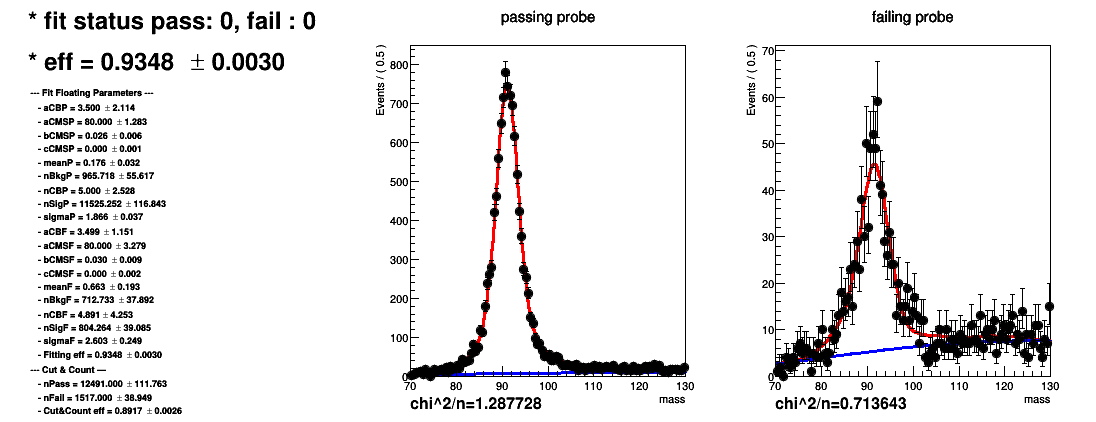 * fit status pass: 0, fail : 0
* eff = 0.9348 ± 0.0030
--- Fit Floating Parameters ---
- aCBP = 3.500 ± 2.114
- aCMSP = 80.000 ± 1.283
- bCMSP = 0.026 ± 0.006
- cCMSP = 0.000 ± 0.001
- meanP = 0.176 ± 0.032
- nBkgP = 965.718 ± 55.617
- nCBP = 5.000 ± 2.528
- nSigP = 11525.252 ± 116.843
- sigmaP = 1.866 ± 0.037
- aCBF = 3.499 ± 1.151
- aCMSF = 80.000 ± 3.279
- bCMSF = 0.030 ± 0.009
- cCMSF = 0.000 ± 0.002
- meanF = 0.663 ± 0.193
- nBkgF = 712.733 ± 37.892
- nCBF = 4.891 ± 4.253
- nSigF = 804.264 ± 39.085
- sigmaF = 2.603 ± 0.249
- Fitting eff = 0.9348 ± 0.0030
--- Cut & Count ---
- nPass = 12491.000 ± 111.763
- nFail = 1517.000 ± 38.949
- Cut&Count eff = 0.8917 ± 0.0026
passing probe
Events / ( 0.5 )
800
700
600
500
400
300
200
100
0
70 80 90 100 110 120 130
mass
chi^2/n=1.287728
failing probe
Events / ( 0.5 )
70
60
50
40
30
20
10
0
70 80 90 100 110 120 130
mass
chi^2/n=0.713643